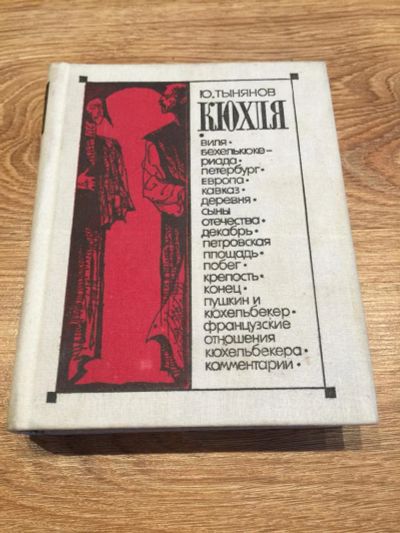 Ю. ТЫНЯНОВ
КЮХЛЯ
•
виля •
бехелькюке-
риада •
петербург •
европа •
кавказ •
деревня •
сыны
отечества •
декабрь •
петровская
площадь •
побег •
крепость •
конец •
пушкин и
кюхельбекер •
французские
отношения
кюхельбекера •
комментарии •